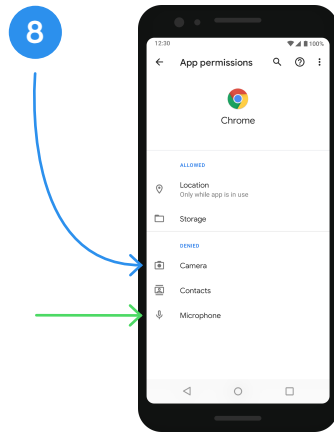 8
12:30
100%
App permissions
Chrome
ALLOWED
Location
Only while app is in use
Storage
DENIED
Camera
Contacts
Microphone